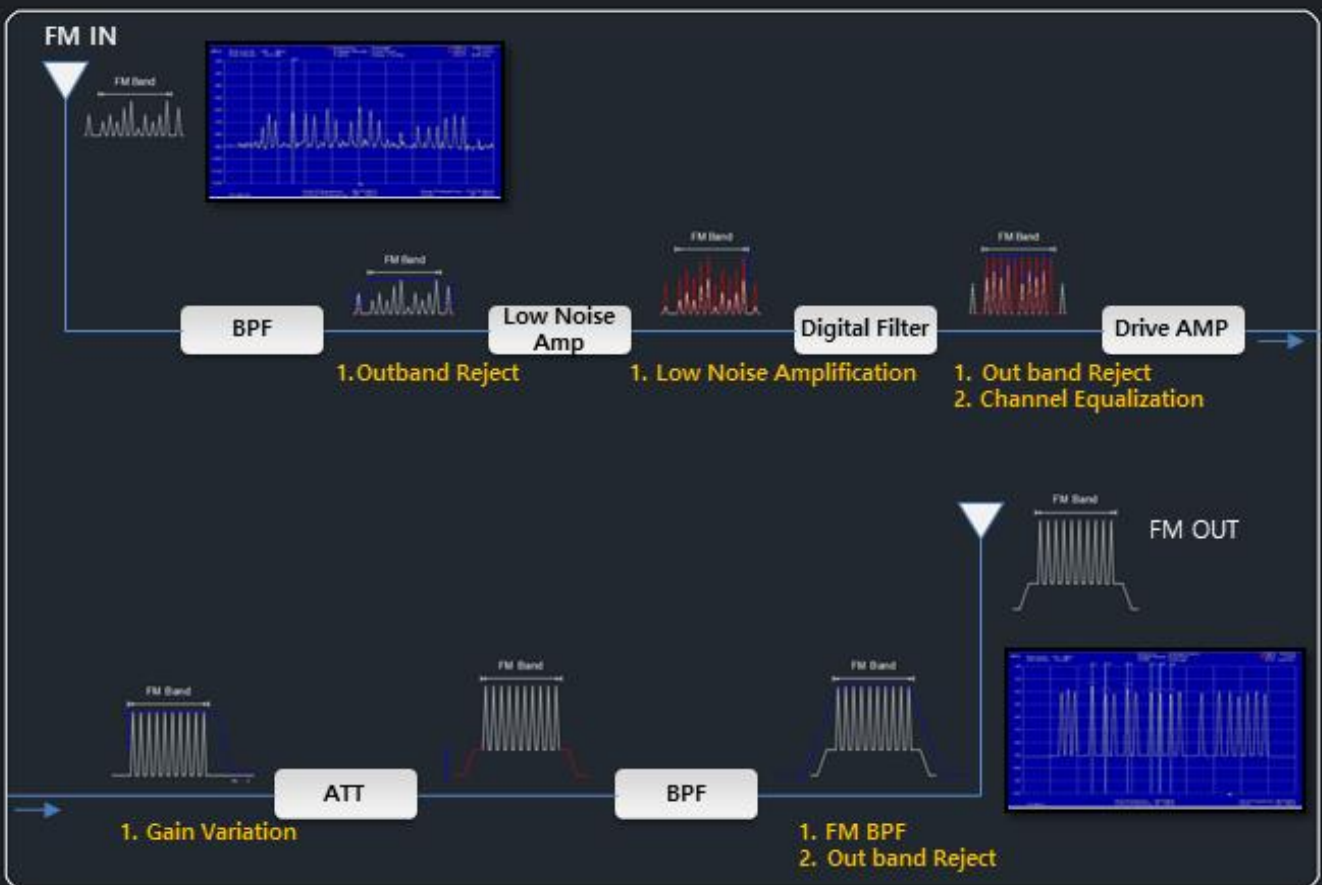 FM IN
FM Band
FM Band
FM Band
FM Band
BPF
Low Noise
Amp
Digital Filter
Drive AMP
1.Outband Reject
1. Low Noise Amplification
1. Out band Reject
2. Channel Equalization
FM Band
FM OUT
FM Band
FM Band
FM Band
ATT
BPF
1. Gain Variation
1. FM BPF
2. Out band Reject